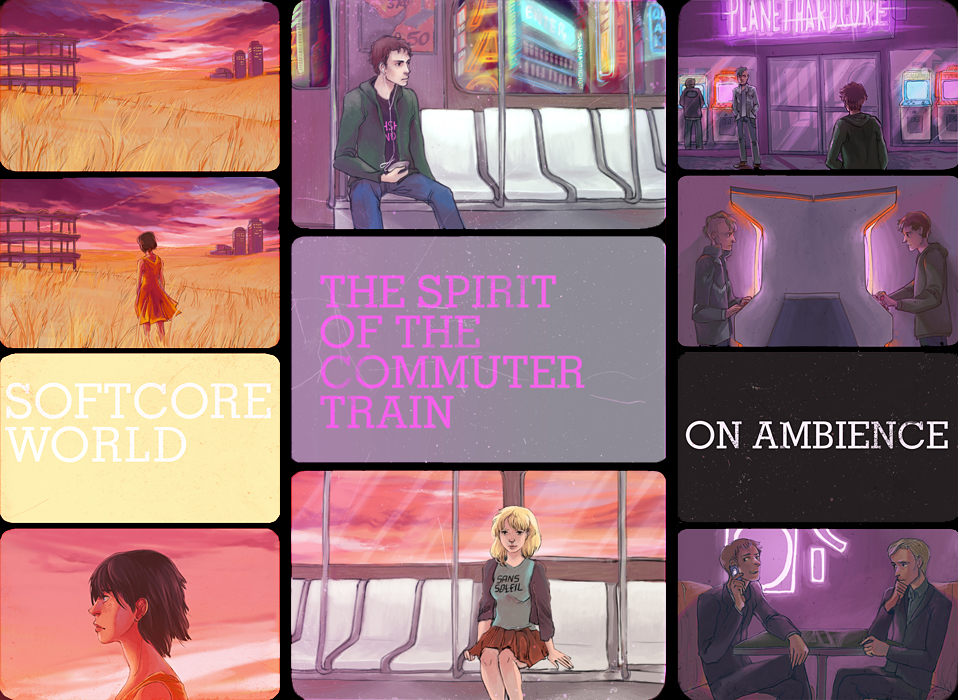 SOFTCORE
WORLD
THE SPIRIT
OF THE
COMMUTER
TRAIN
SANS
SOLEIL
PLANET HARDCORE
ON AMBIENCE